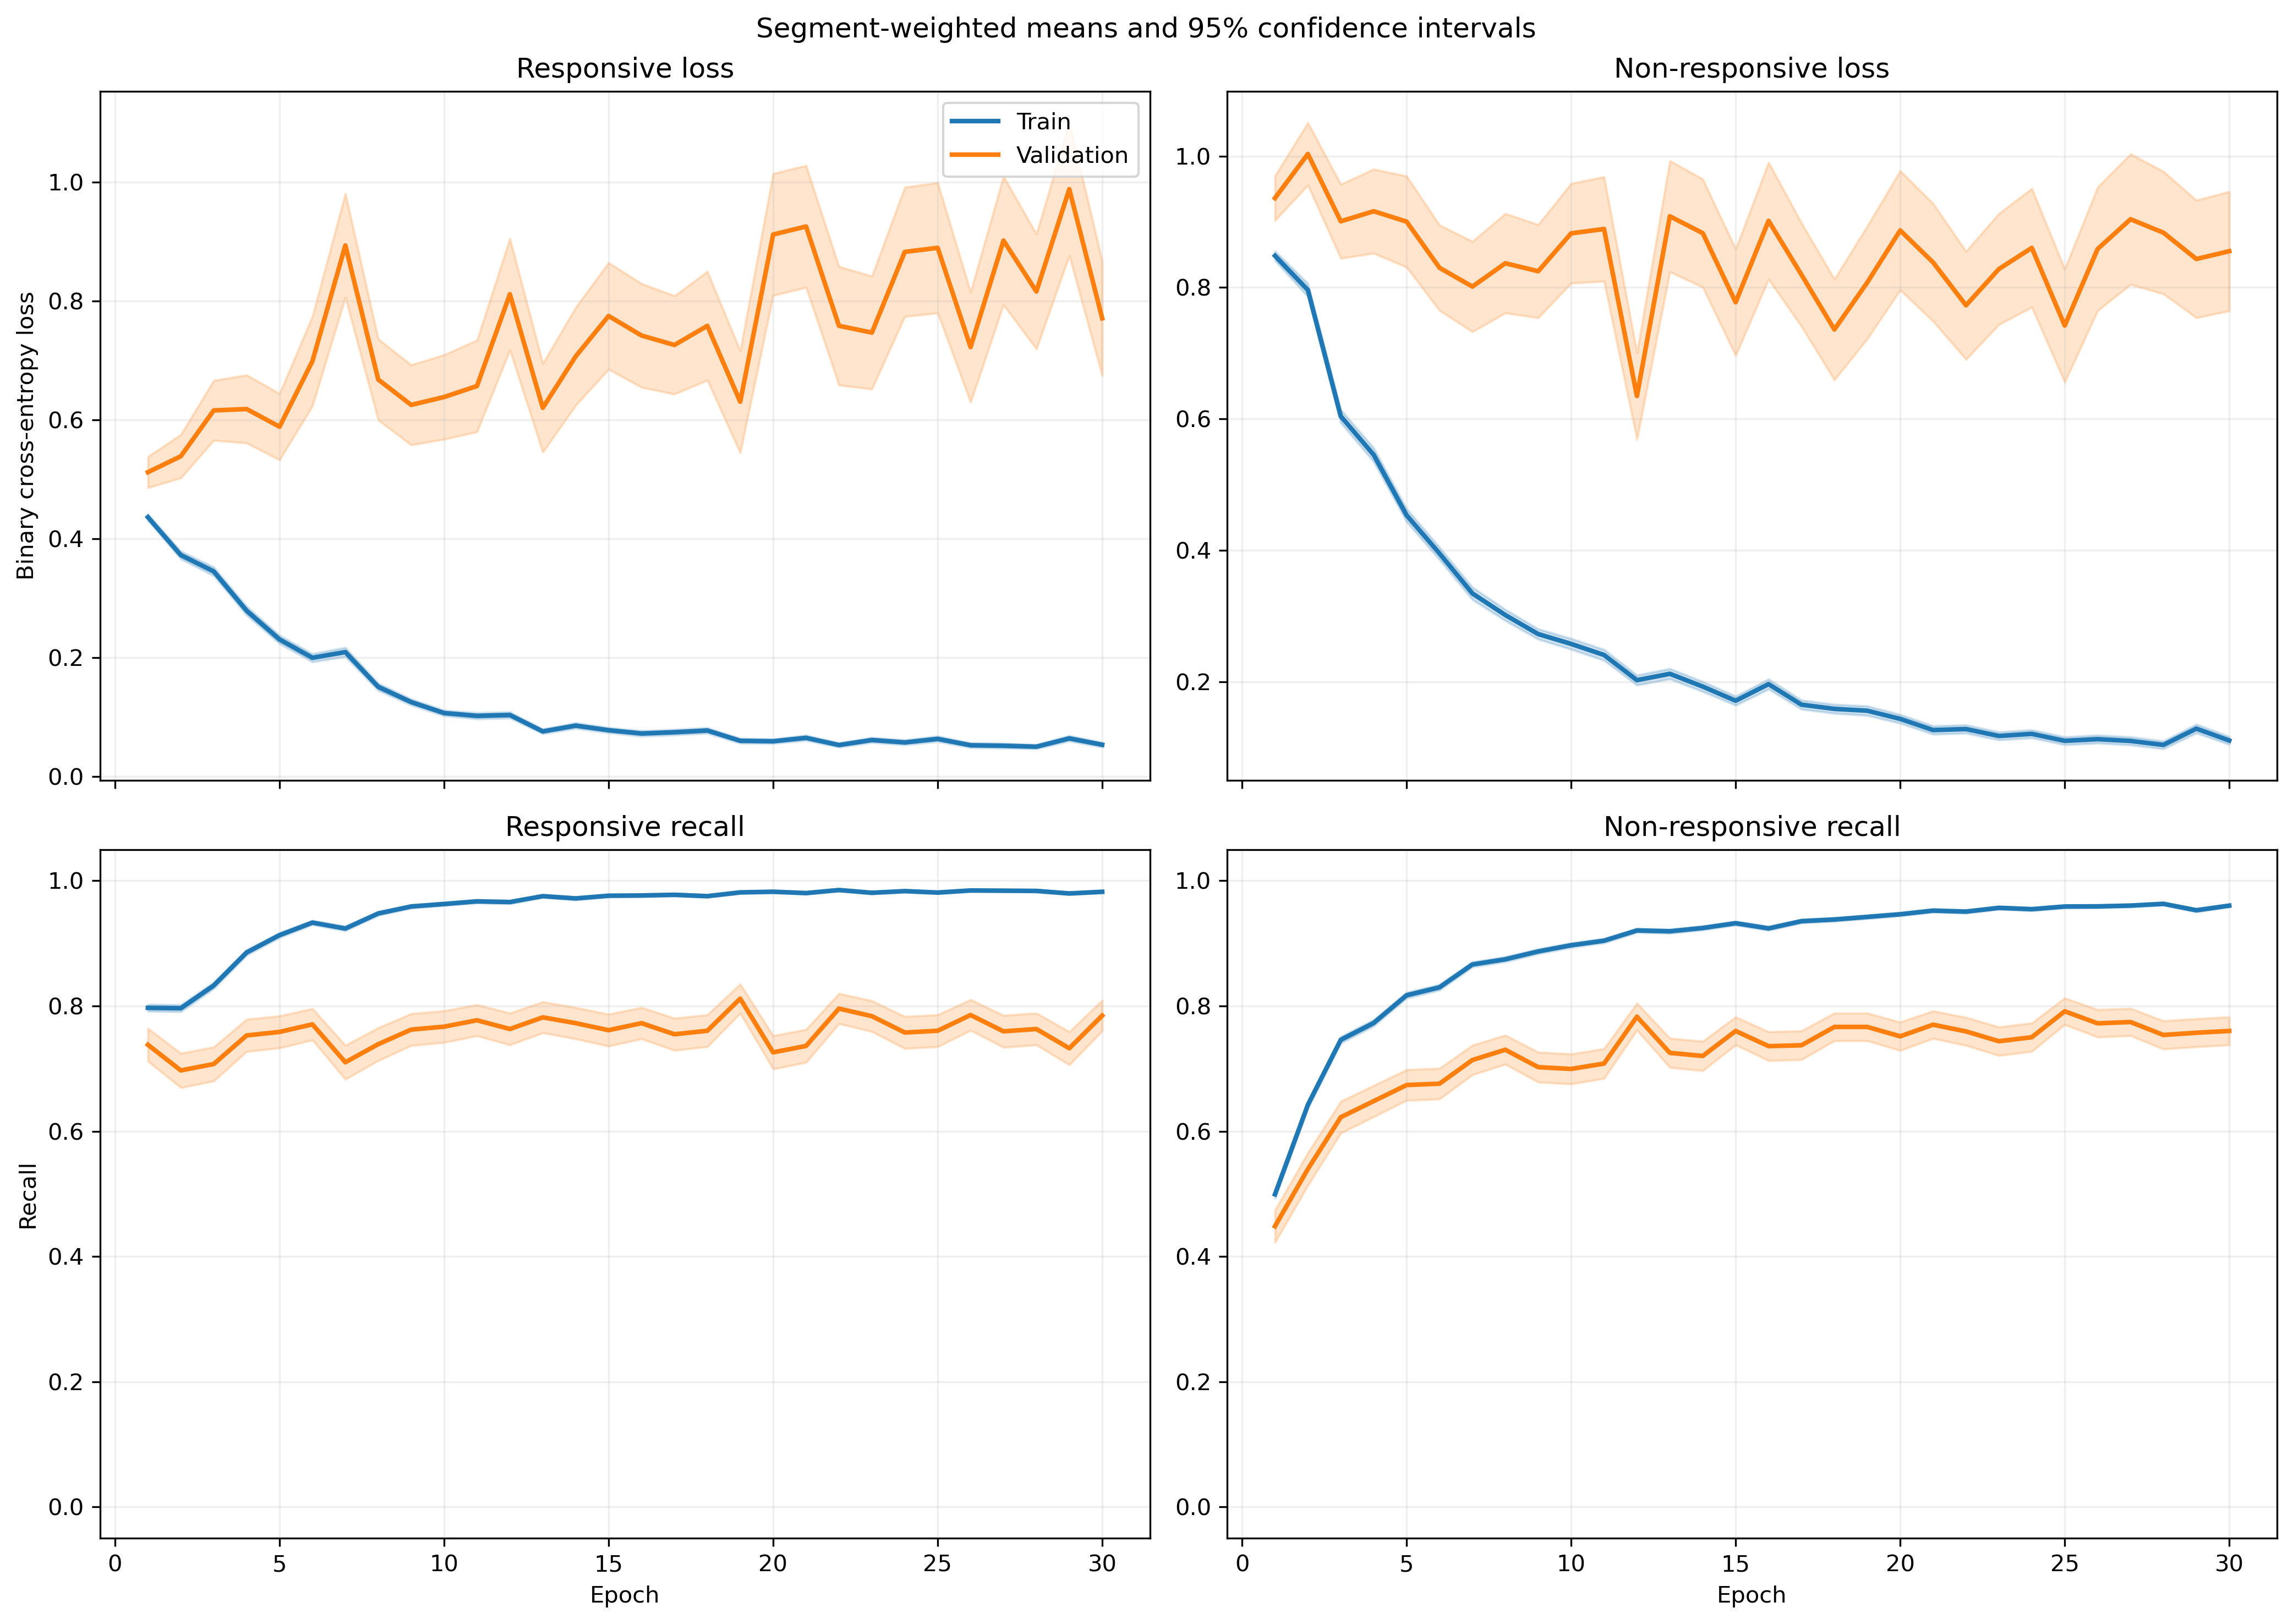 Segment-weighted means and 95% confidence intervals
Responsive loss
Train
Validation
Binary cross-entropy loss
1.0
0.8
0.6
0.4
0.2
0.0
Non-responsive loss
1.0
0.8
0.6
0.4
0.2
Responsive recall
Recall
1.0
0.8
0.6
0.4
0.2
0.0
0 5 10 15 20 25 30
Epoch
Non-responsive recall
1.0
0.8
0.6
0.4
0.2
0.0
0 5 10 15 20 25 30
Epoch